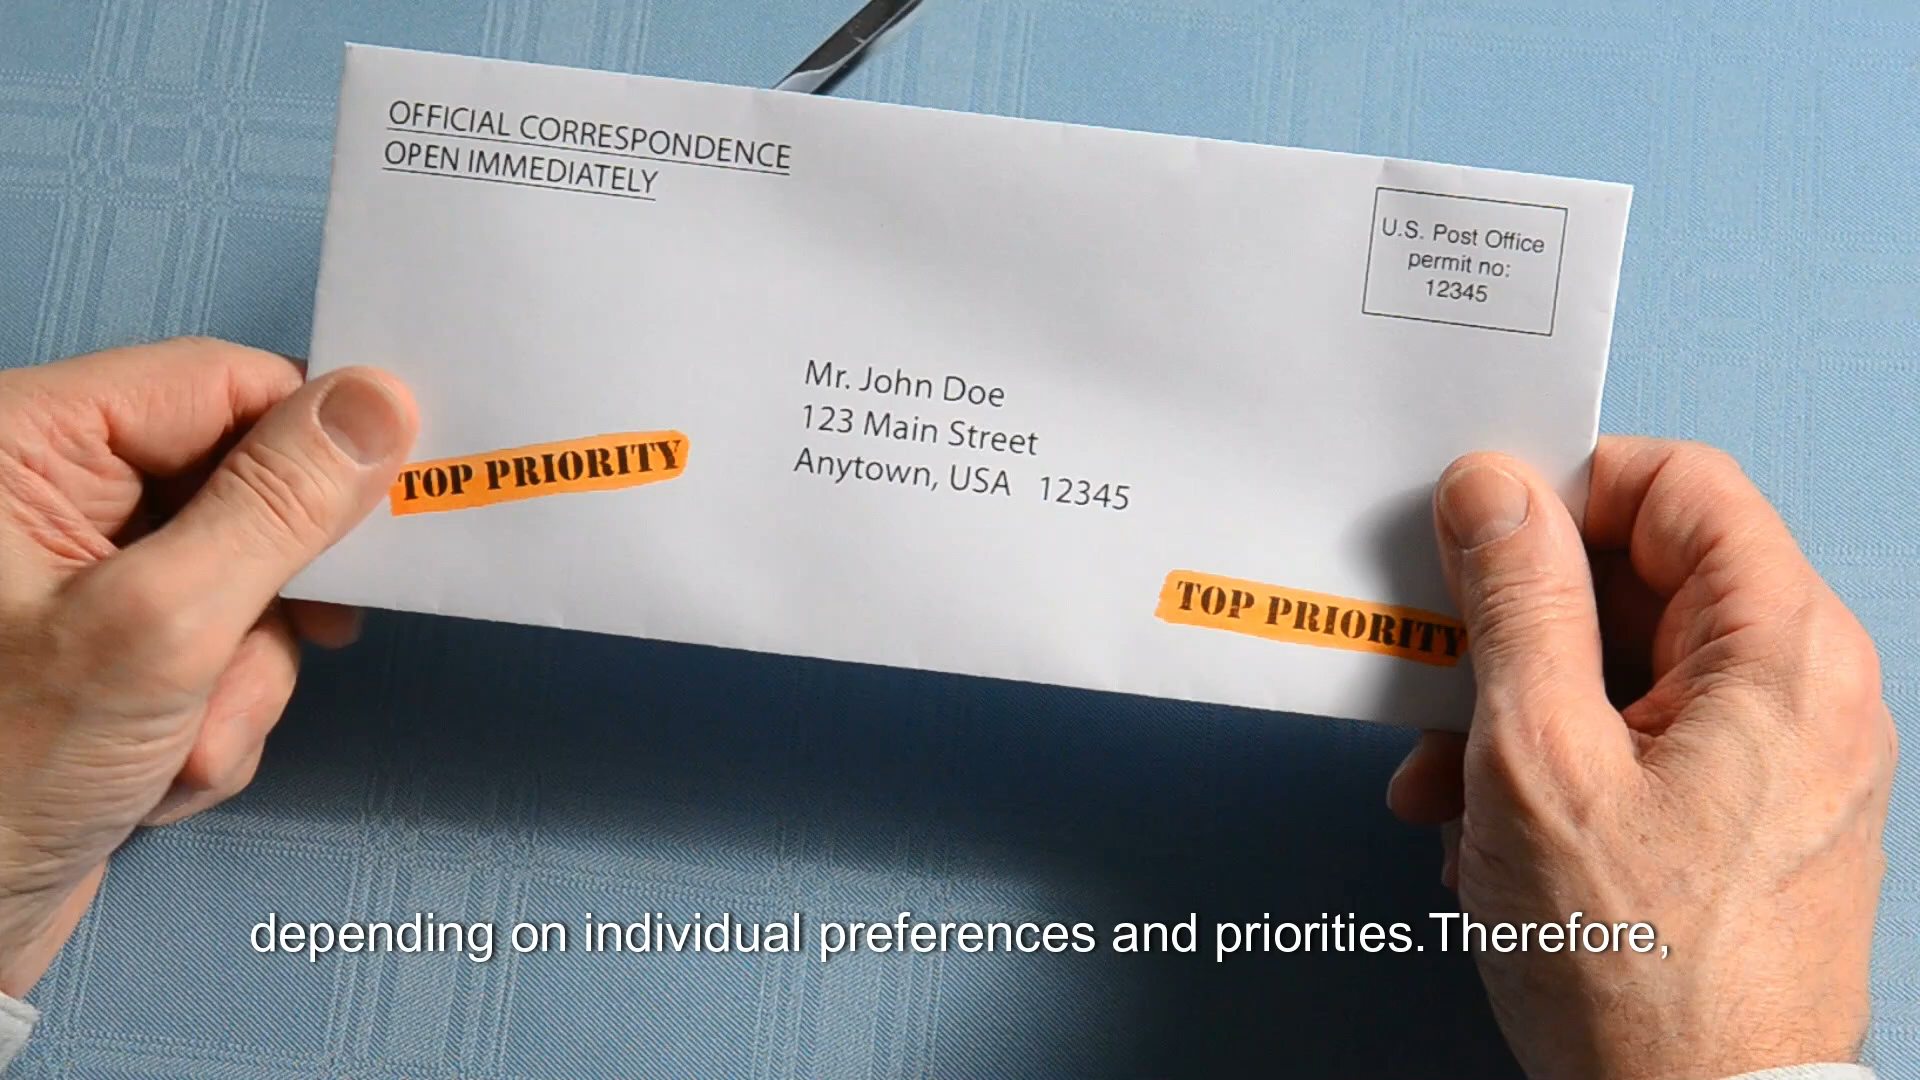 OFFICIAL CORRESPONDENCE
OPEN IMMEDIATELY
U.S. Post Office
permit no:
12345
Mr. John Doe
123 Main Street
Anytown, USA 12345
TOP PRIORITY
TOP PRIORITY
depending on individual preferences and priorities.Therefore,